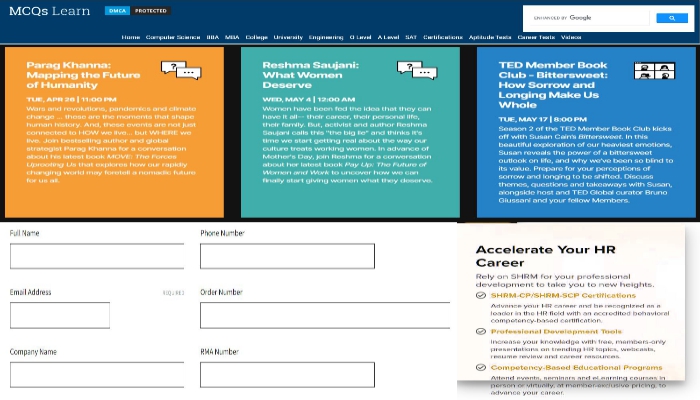 MCQs Learn
DMCA PROTECTED
ENHANCED BY Google
Home Computer Science BBA MBA College University Engineering O Level A Level SAT Certifications Aptitude Tests Career Tests Videos
Parag Khanna:
Mapping the Future
of Humanity
TUE, APR 26 | 11:00 PM
Wars and revolutions, pandemics and climate
change ... these are the moments that shape
human history. And, these events are not just
connected to HOW we live... but WHERE we
live. Join bestselling author and global
strategist Parag Khanna for a conversation
about his latest book MOVE: The Forces
Uprooting Us that explores how our rapidly
changing world may foretell a nomadic future
for us all.
Reshma Saujani:
What Women
Deserve
WED, MAY 4 | 12:00 AM
Women have been fed the idea that they can
have it all-- their career, their personal life,
their family. But, activist and author Reshma
Saujani calls this "the big lie" and thinks it's
time we start getting real about the way our
culture treats working women. In advance of
Mother's Day, join Reshma for a conversation
about her latest book Pay Up: The Future of
Women and Work to uncover how we can
finally start giving women what they deserve.
TED Member Book
Club - Bittersweet:
How Sorrow and
Longing Make Us
Whole
TUE, MAY 17 | 8:00 PM
Season 2 of the TED Member Book Club kicks
off with Susan Cain's Bittersweet. In this
beautiful exploration of our heaviest emotions,
Susan reveals the power of a bittersweet
outlook on life, and why we've been so blind to
its value. Prepare for your perceptions of
sorrow and longing to be shifted. Discuss
themes, questions and takeaways with Susan,
alongside host and TED Global curator Bruno
Giussani and your fellow Members.
Full Name
Phone Number
Email Address
REQUIRED
Order Number
Company Name
RMA Number
Accelerate Your HR
Career
Rely on SHRM for your professional
development to take you to new heights.
SHRM-CP/SHRM-SCP Certifications
Advance your HR career and be recognized as a
leader in the HR field with an accredited behavioral
competency-based certification.
Professional Development Tools
Increase your knowledge with free, members-only
presentations on trending HR topics, webcasts,
resume review and career resources.
Competency-Based Educational Programs
Attend events, seminars and eLearning courses in
person or virtually, at member-exclusive pricing, to
advance your career.